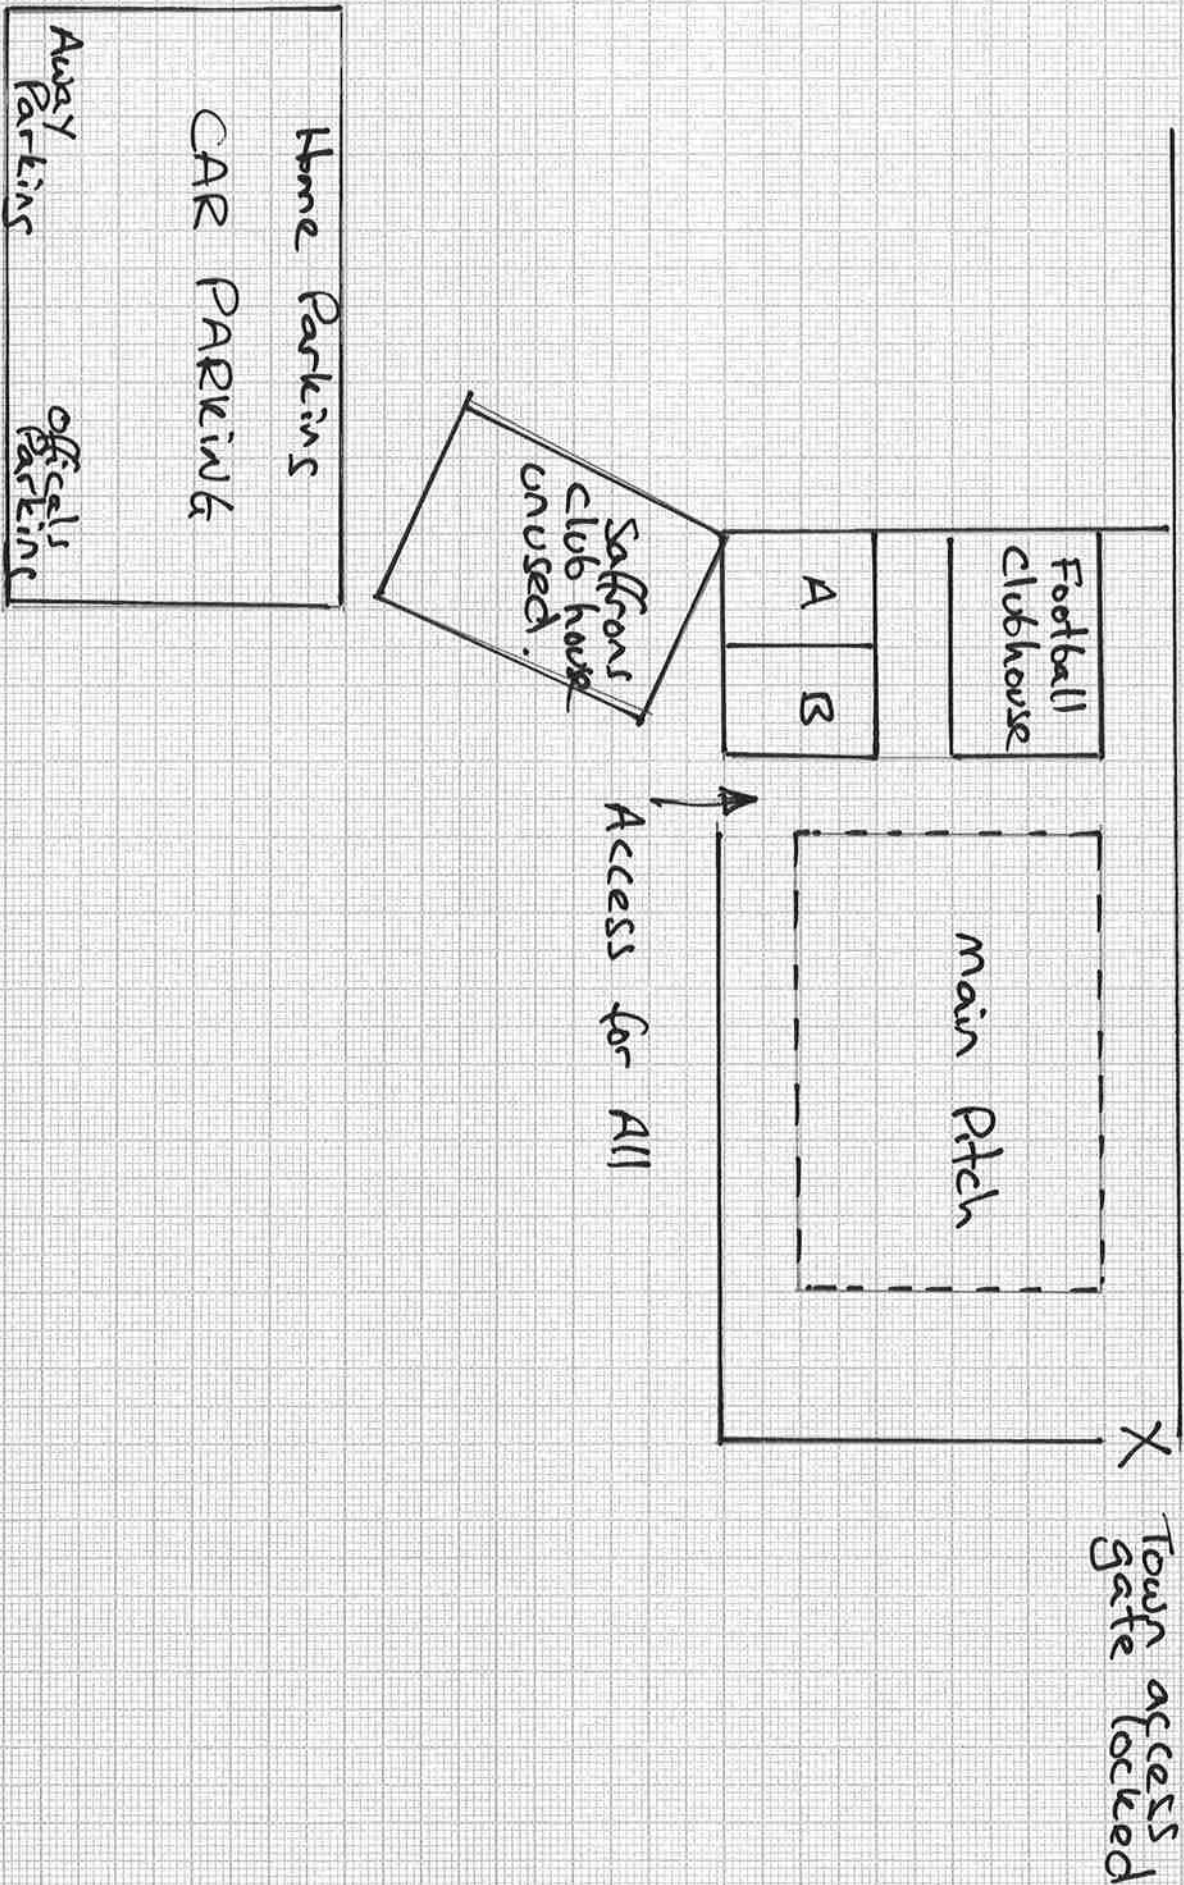 Town access
gate locked
X
Football
Clubhouse
main Pitch
A
B
Access for All
Saffrons
Club house
unused.
Home Parking
CAR PARKING
Away
Parking
officals
Parking